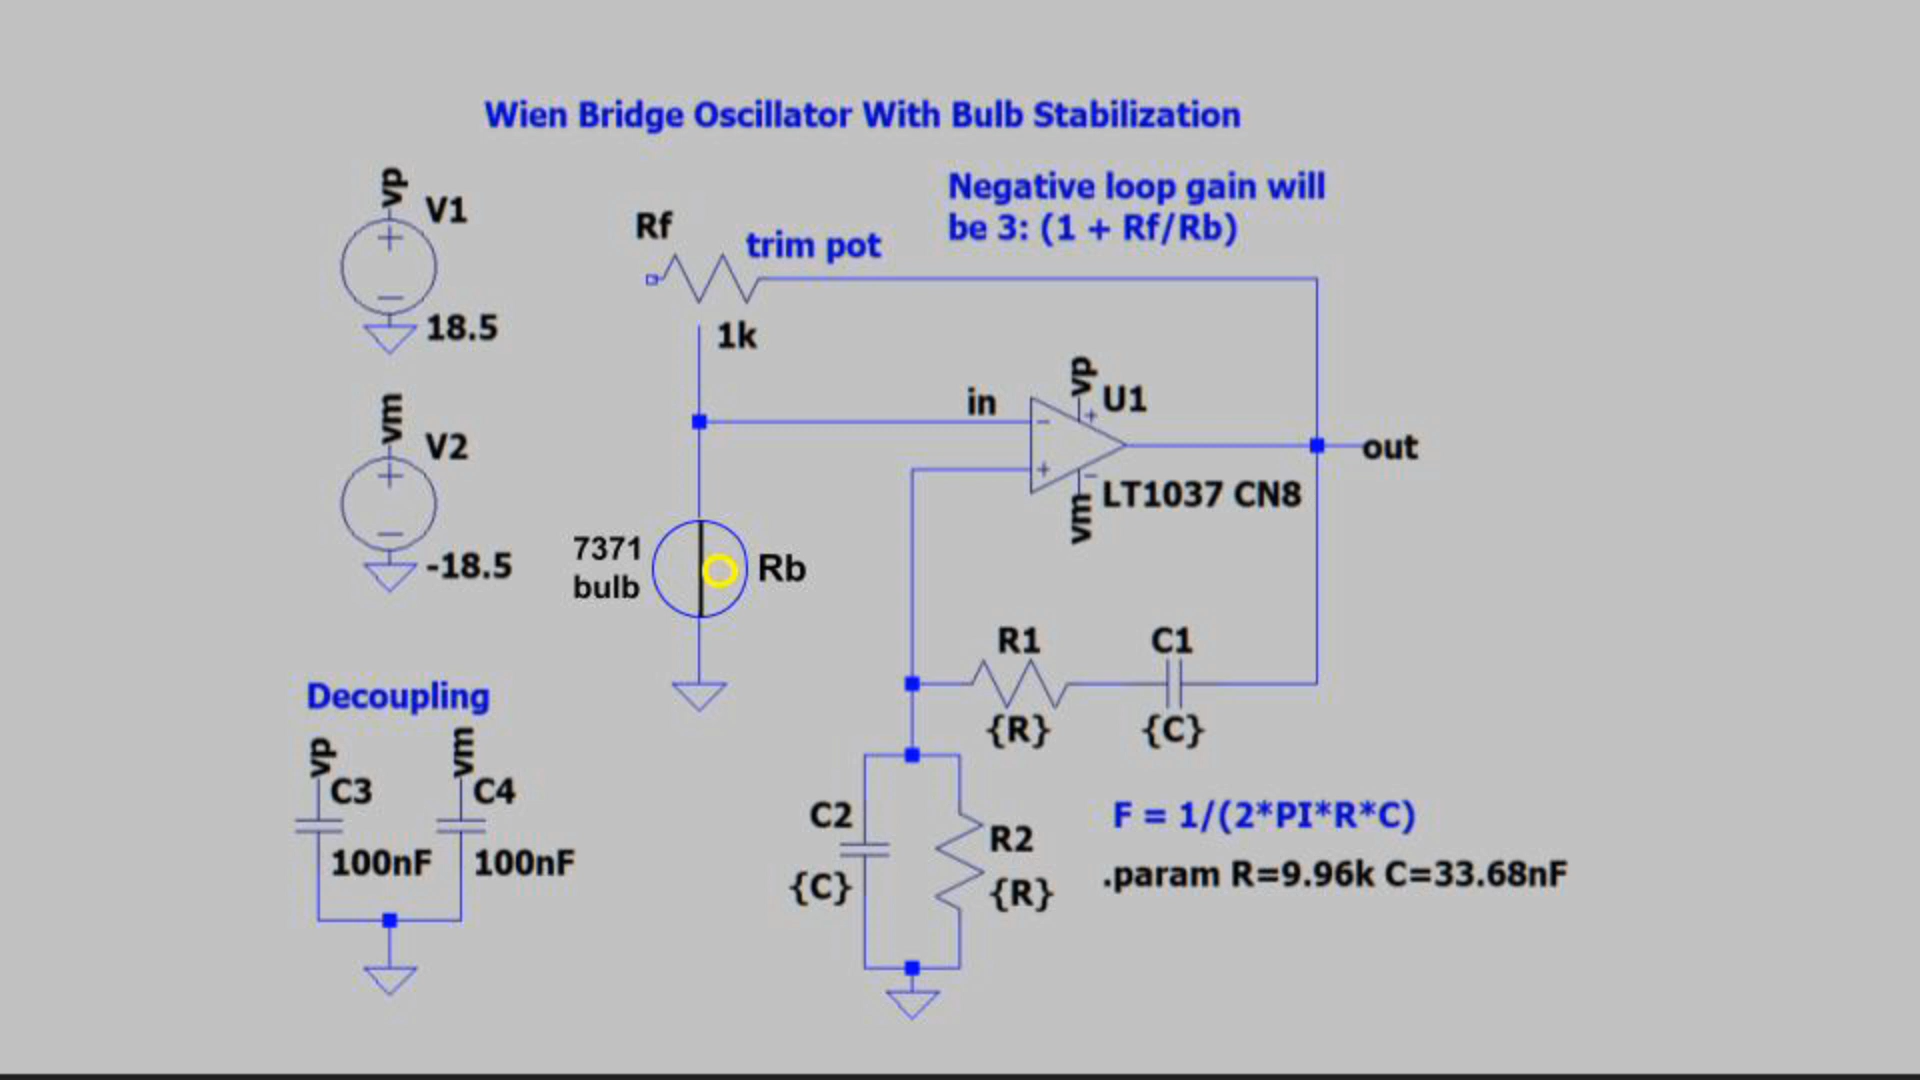 Wien Bridge Oscillator With Bulb Stabilization
vp
V1
18.5
vm
V2
-18.5
Rf
trim pot
1k
Negative loop gain will
be 3: (1 + Rf/Rb)
in
vp
U1
out
LT1037 CN8
vm
7371
bulb
Rb
R1
{R}
C1
{C}
Decoupling
vp
C3
100nF
vm
C4
100nF
C2
{C}
R2
{R}
F = 1/(2*PI*R*C)
.param R=9.96k C=33.68nF